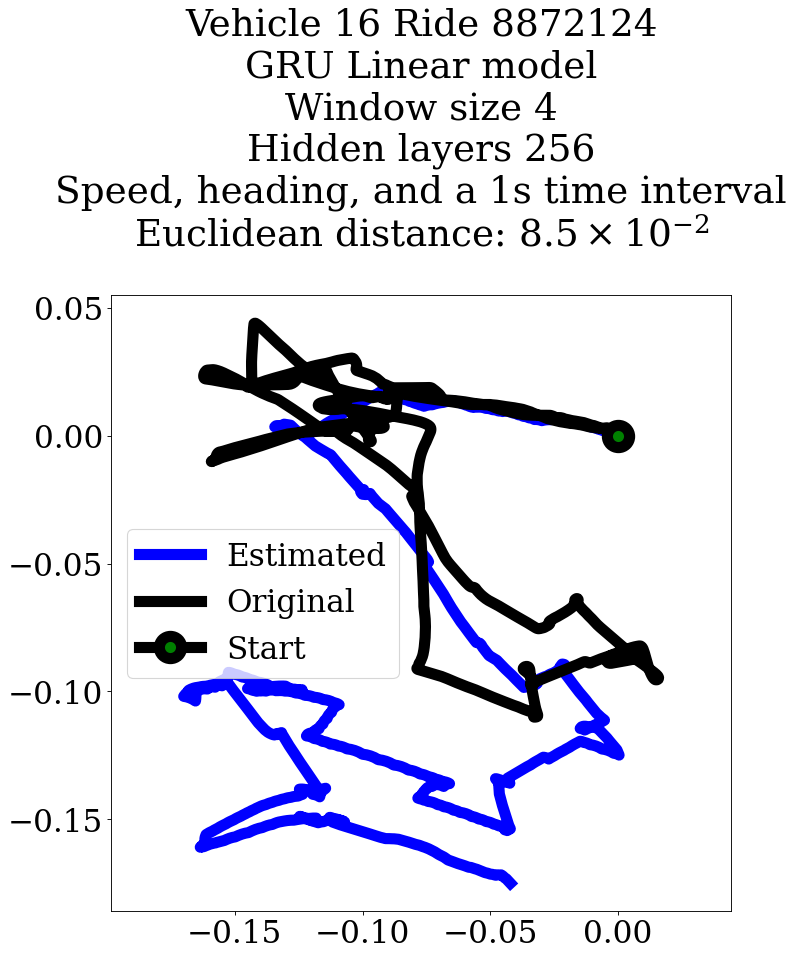 Vehicle 16 Ride 8872124
GRU Linear model
Window size 4
Hidden layers 256
Speed, heading, and a 1s time interval
Euclidean distance: 8.5 × 10⁻²
0.05
0.00
−0.05
−0.10
−0.15
Estimated
Original
Start
−0.15 −0.10 −0.05 0.00